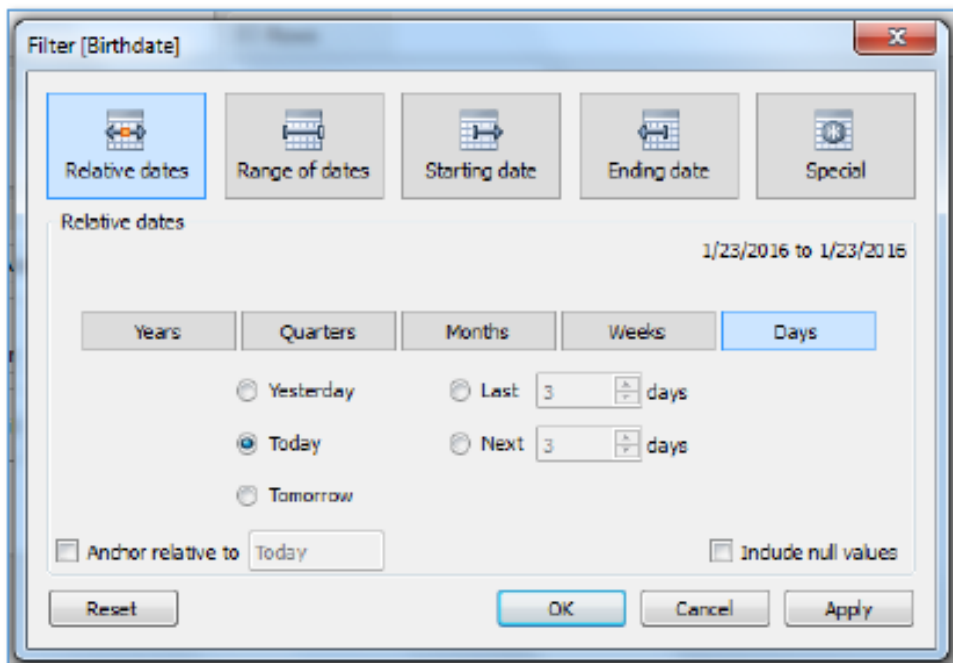 Filter [Birthdate]
Relative dates
Range of dates
Starting date
Ending date
Special
Relative dates
1/23/2016 to 1/23/2016
Years
Quarters
Months
Weeks
Days
Yesterday
Last 3 days
Today
Next 3 days
Tomorrow
Anchor relative to Today
Include null values
Reset
OK
Cancel
Apply